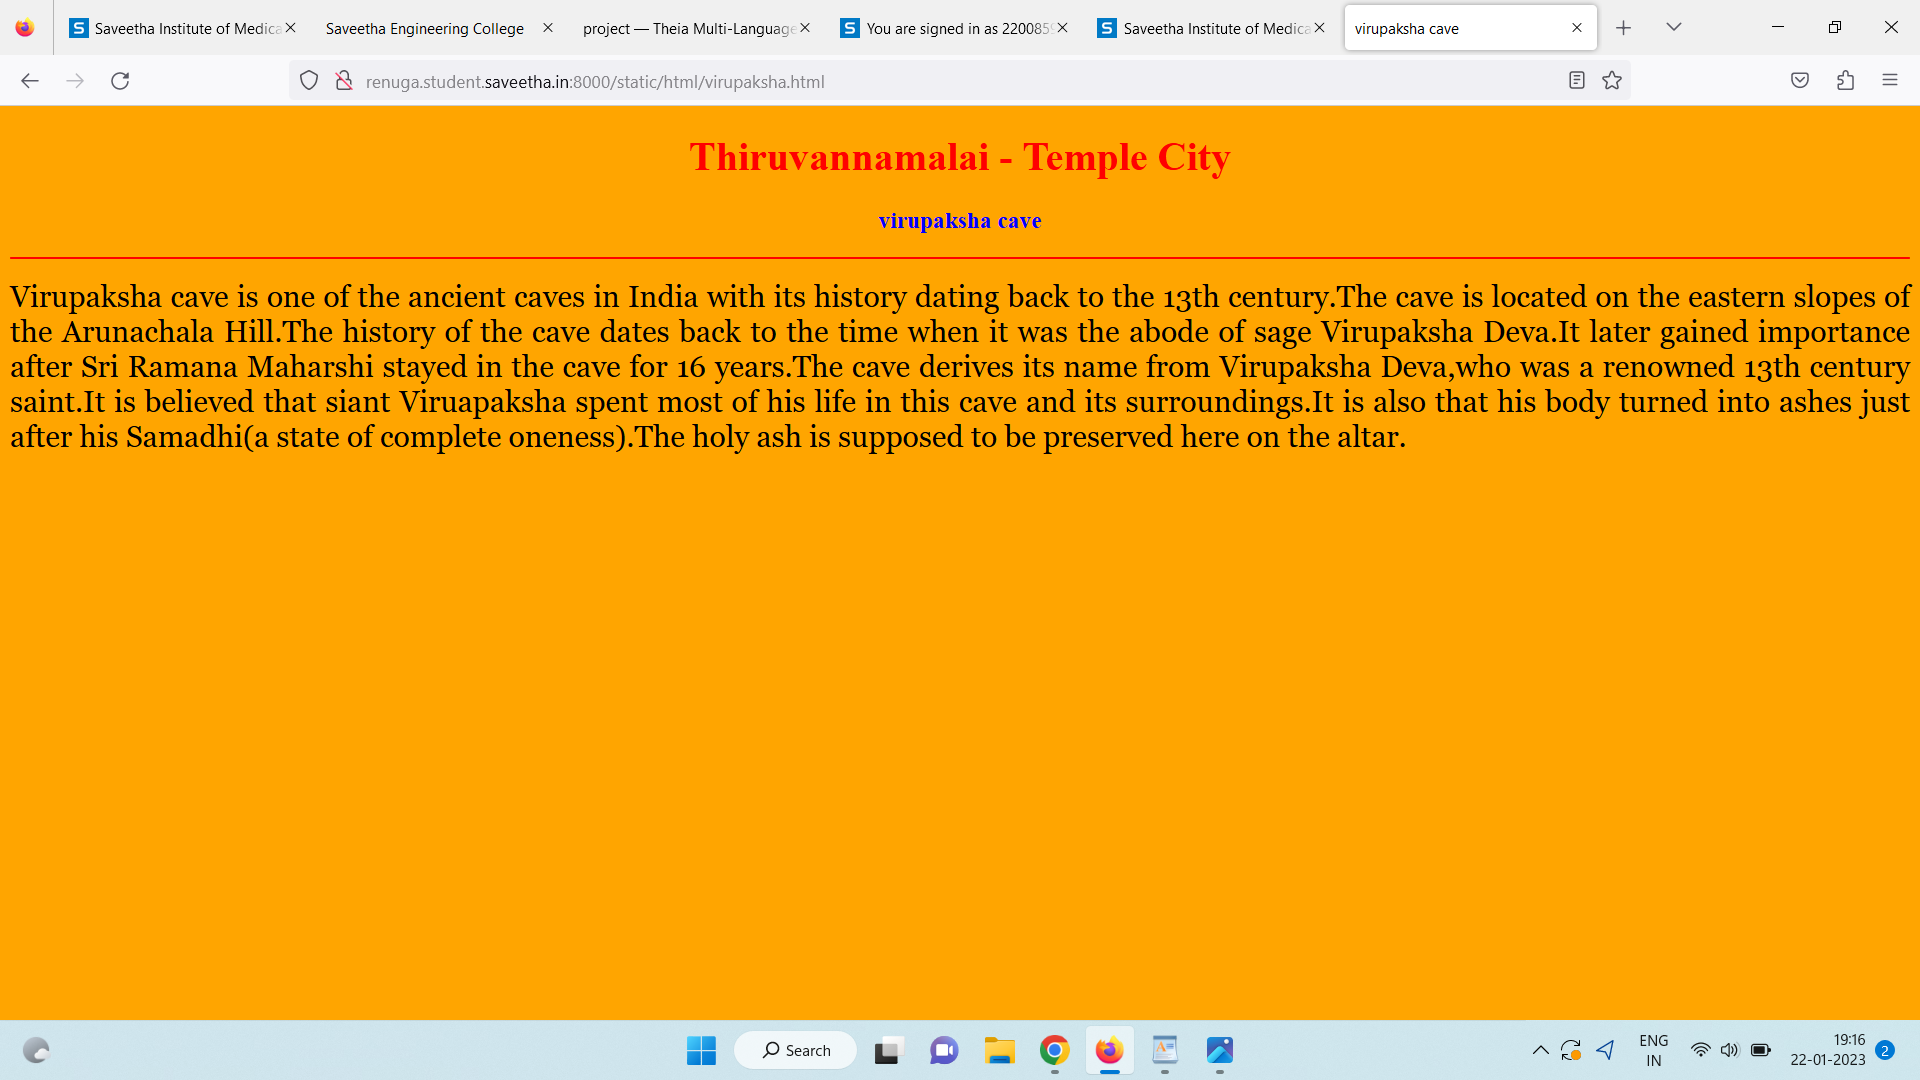 Saveetha Institute of Medica
Saveetha Engineering College
project — Theia Multi-Language
You are signed in as 220085
Saveetha Institute of Medica
virupaksha cave
renuga.student.saveetha.in:8000/static/html/virupaksha.html
Thiruvannamalai - Temple City
virupaksha cave
Virupaksha cave is one of the ancient caves in India with its history dating back to the 13th century.The cave is located on the eastern slopes of
the Arunachala Hill.The history of the cave dates back to the time when it was the abode of sage Virupaksha Deva.It later gained importance
after Sri Ramana Maharshi stayed in the cave for 16 years.The cave derives its name from Virupaksha Deva,who was a renowned 13th century
saint.It is believed that siant Viruapaksha spent most of his life in this cave and its surroundings.It is also that his body turned into ashes just
after his Samadhi(a state of complete oneness).The holy ash is supposed to be preserved here on the altar.
Search
ENG
IN
19:16
22-01-2023
2